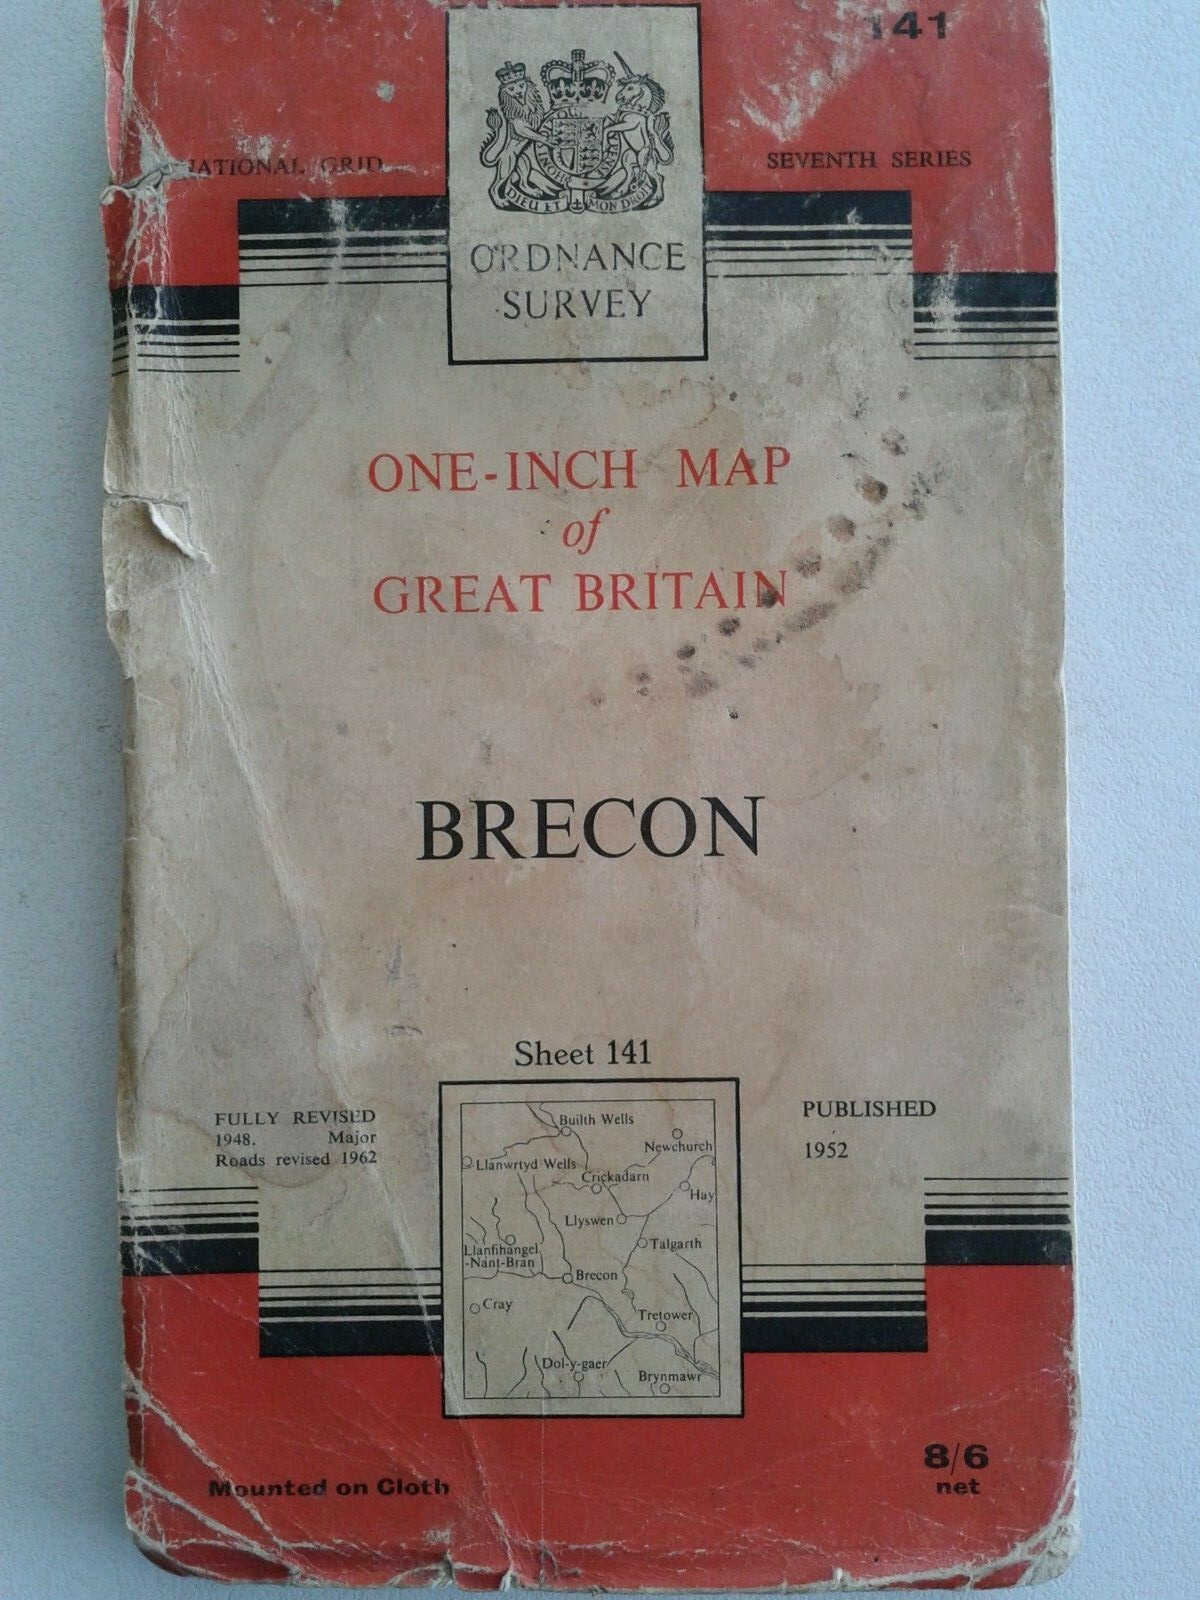 141
NATIONAL GRID
SEVENTH SERIES
DIEU ET MON DROIT
ORDNANCE
SURVEY
ONE-INCH MAP
of
GREAT BRITAIN
BRECON
Sheet 141
FULLY REVISED
1948. Major
Roads revised 1962
PUBLISHED
1952
Builth Wells
Newchurch
Llanwrtyd Wells
Crickadarn
Hay
Llyswen
Talgarth
Llanfihangel
-Nant-Bran
Brecon
Cray
Tretower
Dol-y-gaer
Brynmawr
Mounted on Cloth
8/6
net